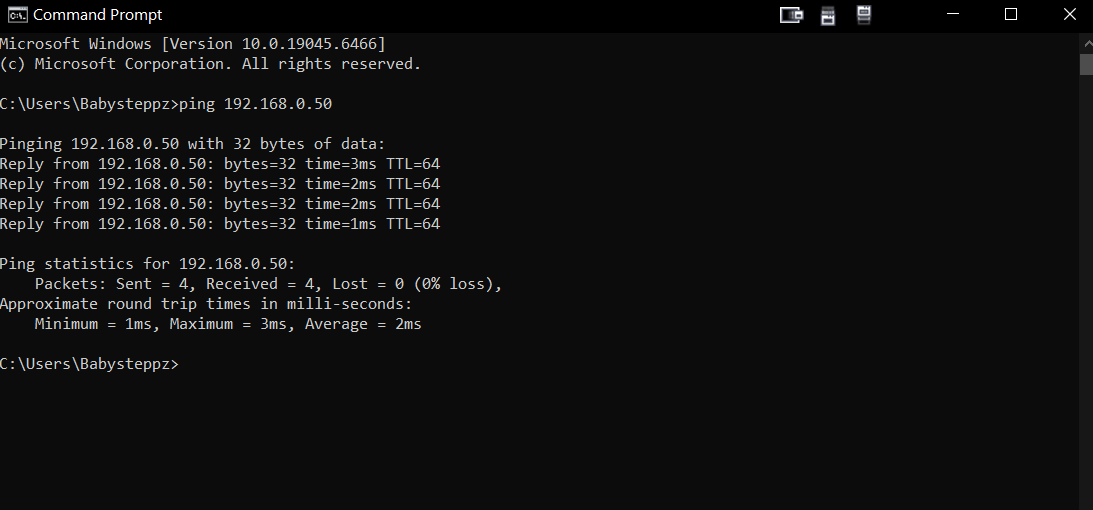 Command Prompt
Microsoft Windows [Version 10.0.19045.6466]
(c) Microsoft Corporation. All rights reserved.
C:\Users\Babysteppz>ping 192.168.0.50
Pinging 192.168.0.50 with 32 bytes of data:
Reply from 192.168.0.50: bytes=32 time=3ms TTL=64
Reply from 192.168.0.50: bytes=32 time=2ms TTL=64
Reply from 192.168.0.50: bytes=32 time=2ms TTL=64
Reply from 192.168.0.50: bytes=32 time=1ms TTL=64
Ping statistics for 192.168.0.50:
    Packets: Sent = 4, Received = 4, Lost = 0 (0% loss),
Approximate round trip times in milli-seconds:
    Minimum = 1ms, Maximum = 3ms, Average = 2ms
C:\Users\Babysteppz>